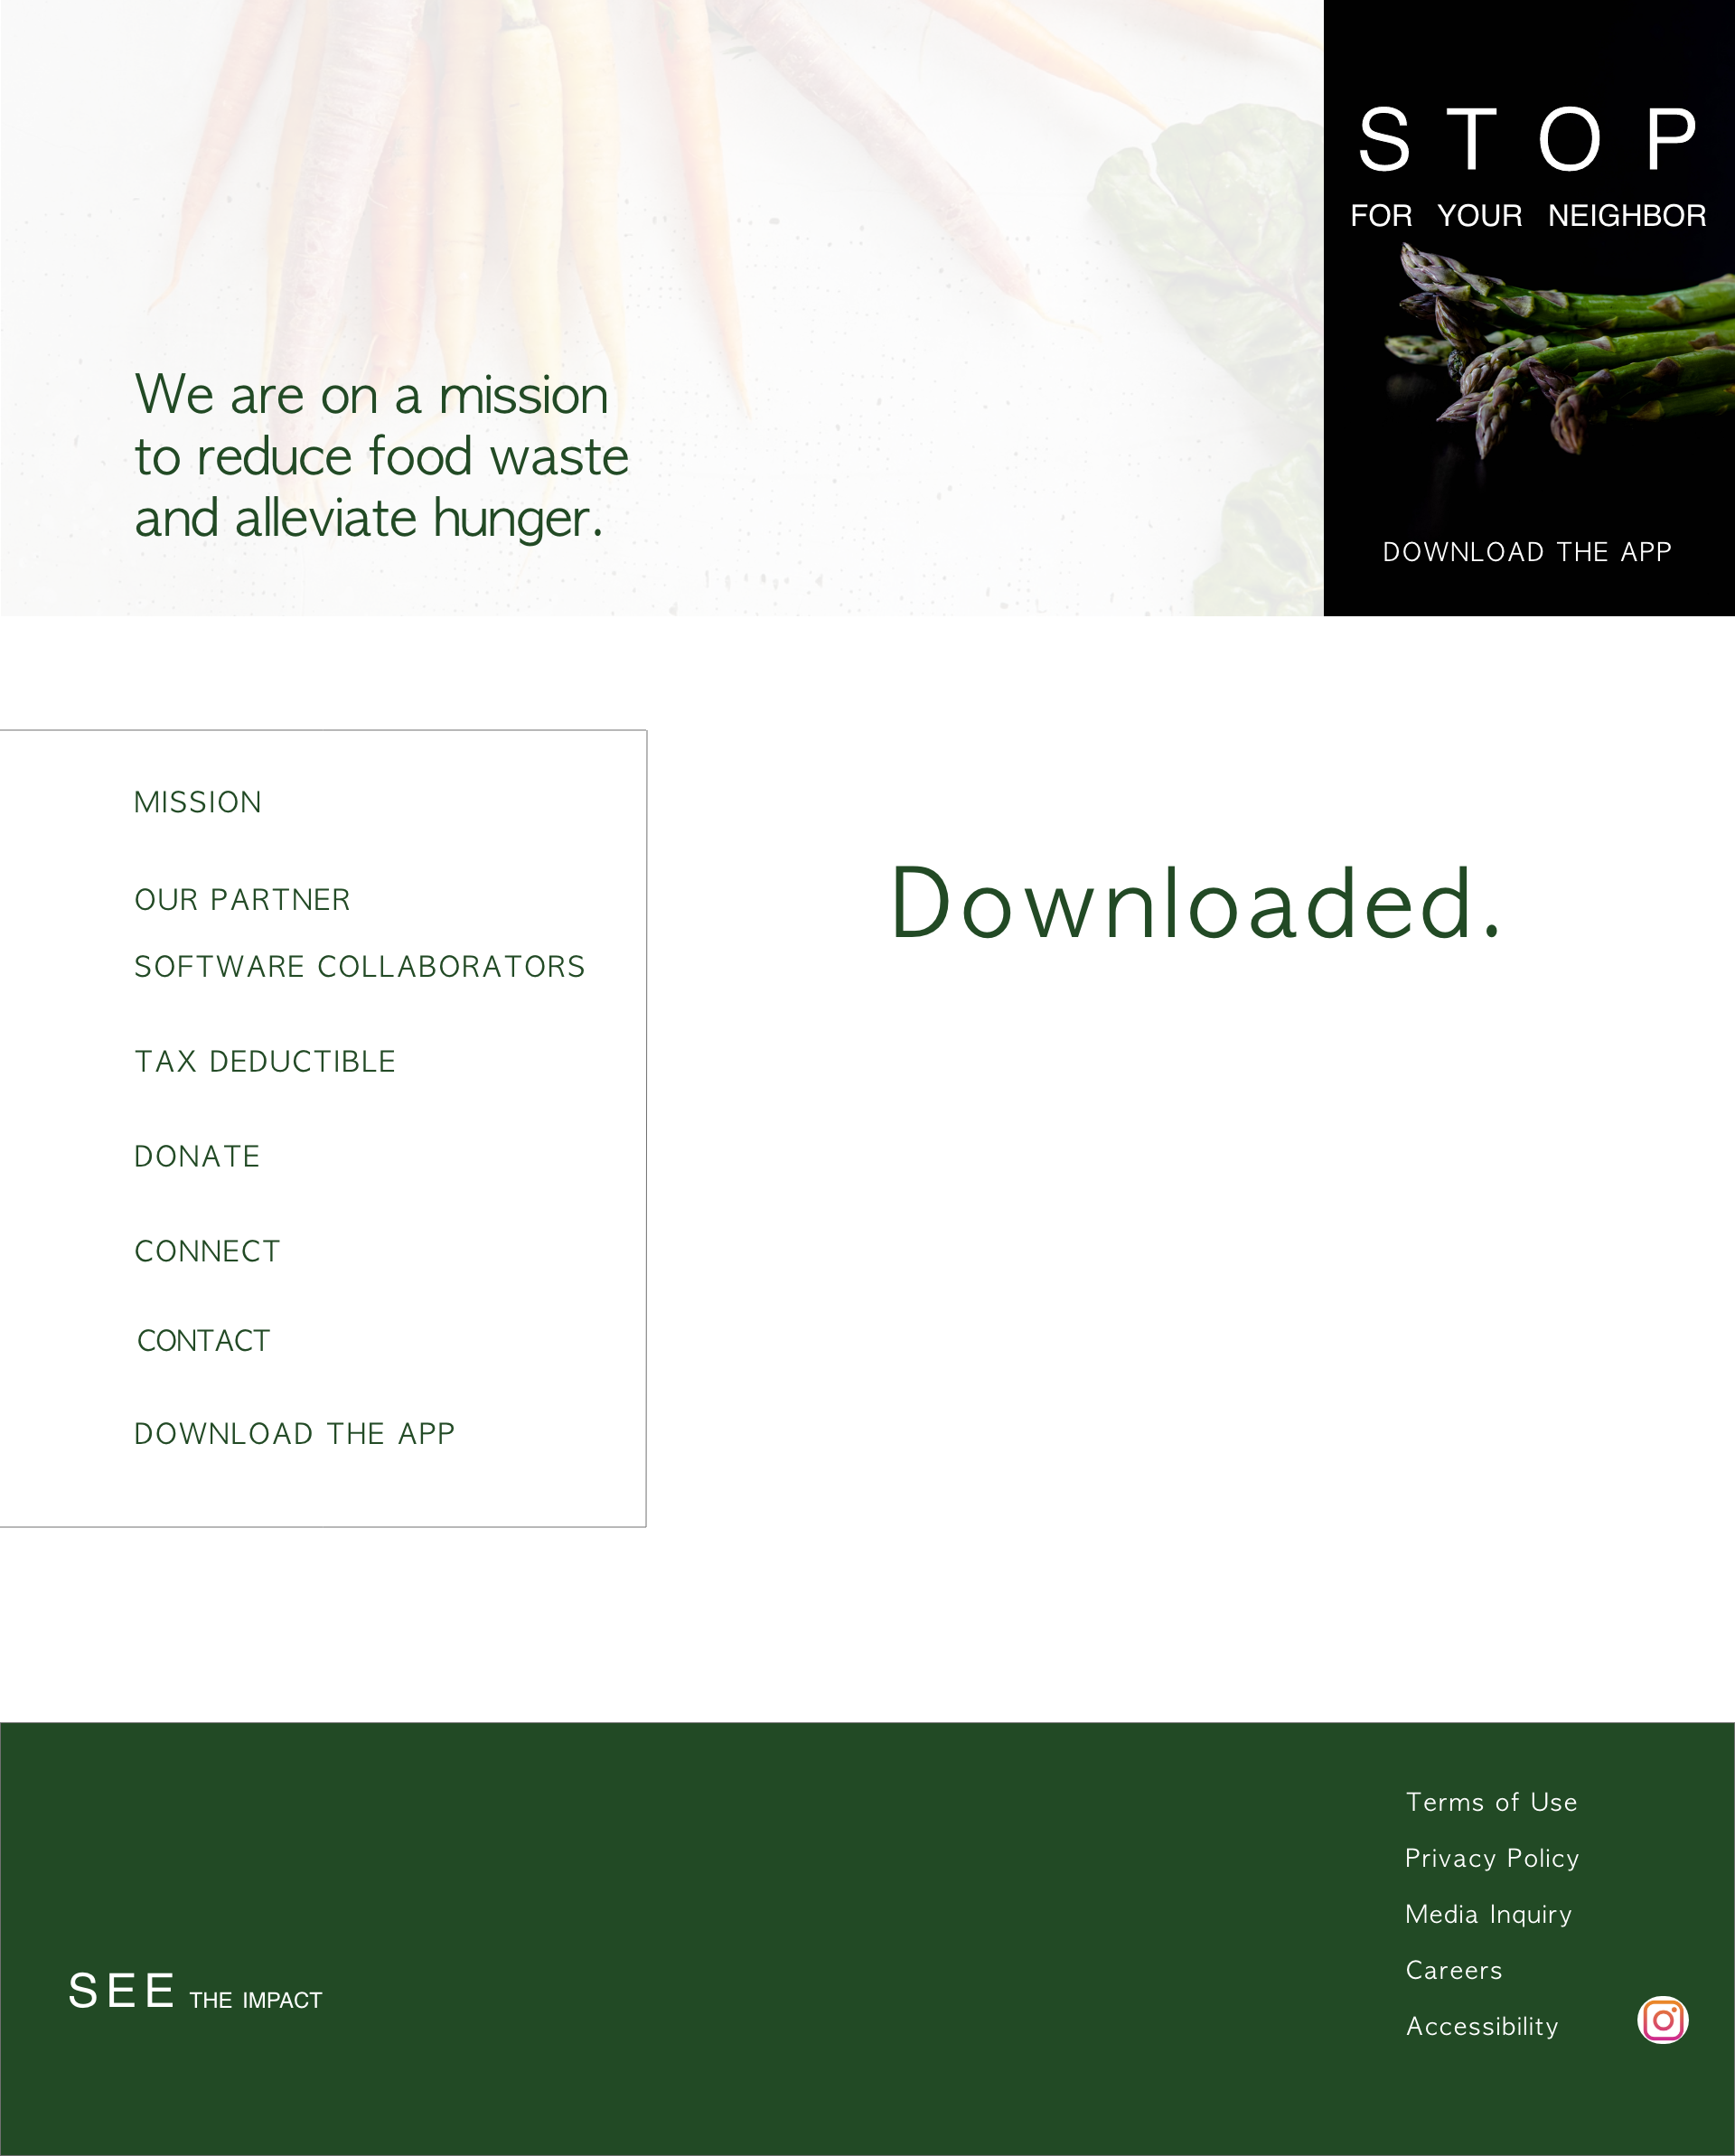 We are on a mission
to reduce food waste
and alleviate hunger.
STOP
FOR YOUR NEIGHBOR
DOWNLOAD THE APP
MISSION
OUR PARTNER
SOFTWARE COLLABORATORS
TAX DEDUCTIBLE
DONATE
CONNECT
CONTACT
DOWNLOAD THE APP
Downloaded.
SEE THE IMPACT
Terms of Use
Privacy Policy
Media Inquiry
Careers
Accessibility